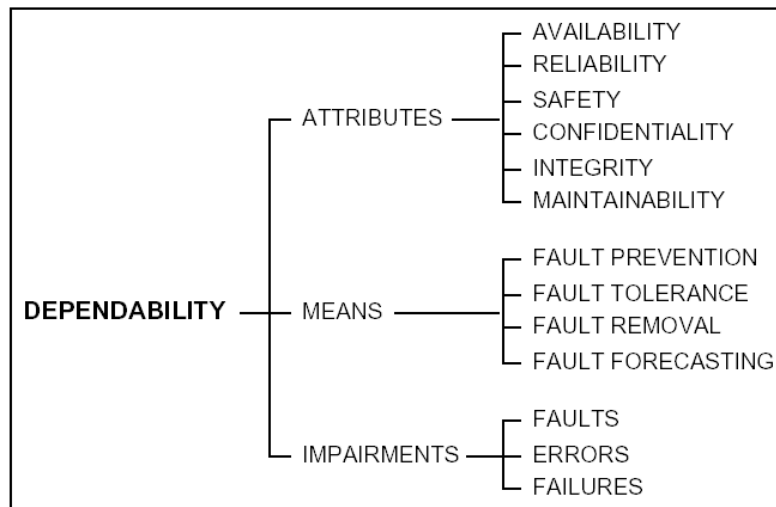 AVAILABILITY
RELIABILITY
SAFETY
ATTRIBUTES
CONFIDENTIALITY
INTEGRITY
MAINTAINABILITY
FAULT PREVENTION
FAULT TOLERANCE
DEPENDABILITY
MEANS
FAULT REMOVAL
FAULT FORECASTING
FAULTS
IMPAIRMENTS
ERRORS
FAILURES